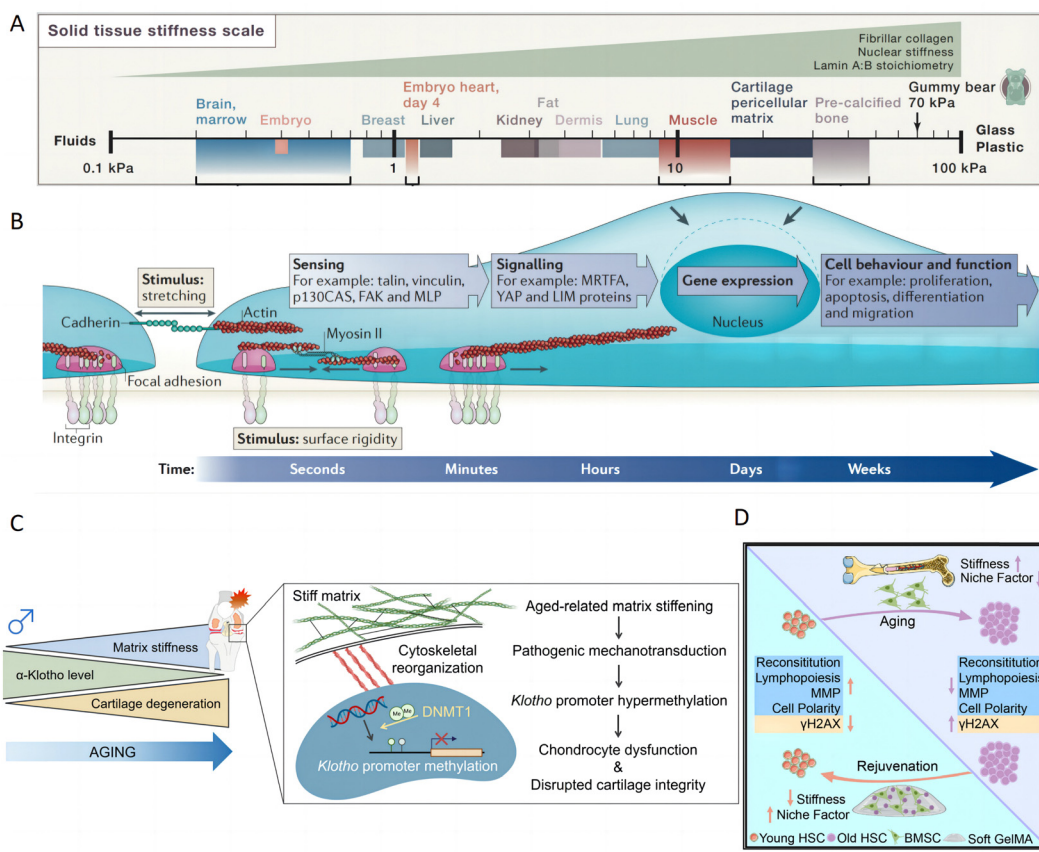 A
Solid tissue stiffness scale
Fibrillar collagen
Nuclear stiffness
Lamin A:B stoichiometry
Brain,
marrow
Embryo
Breast
Embryo heart,
day 4
Liver
Kidney
Fat
Dermis
Lung
Muscle
Cartilage
pericellular
matrix
Pre-calcified
bone
Gummy bear
70 kPa
Fluids
Glass
Plastic
0.1 kPa
1
10
100 kPa
B
Stimulus:
stretching
Sensing
For example: talin, vinculin,
p130CAS, FAK and MLP
Signalling
For example: MRTFA,
YAP and LIM proteins
Gene expression
Cell behaviour and function
For example: proliferation,
apoptosis, differentiation
and migration
Cadherin
Actin
Myosin II
Nucleus
Focal adhesion
Integrin
Stimulus: surface rigidity
Time:
Seconds
Minutes
Hours
Days
Weeks
C
Matrix stiffness
α-Klotho level
Cartilage degeneration
AGING
Stiff matrix
Cytoskeletal
reorganization
Me
Me
DNMT1
Klotho promoter methylation
Aged-related matrix stiffening
Pathogenic mechanotransduction
Klotho promoter hypermethylation
Chondrocyte dysfunction
&
Disrupted cartilage integrity
D
Stiffness
Niche Factor
Aging
Reconsititution
Lymphopoiesis
MMP
Cell Polarity
γH2AX
Reconsititution
Lymphopoiesis
MMP
Cell Polarity
γH2AX
Rejuvenation
Stiffness
Niche Factor
Young HSC
Old HSC
BMSC
Soft GelMA